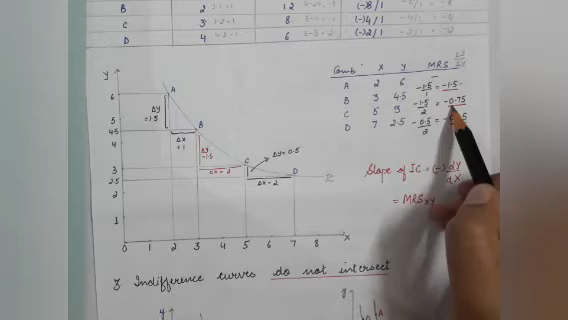 B 2 12 (-)8/1
C 3 8 (-)4/1
D 4 6 (-)2/1
Combⁿ X Y MRS ΔY/ΔX
A 2 6 —
B 3 4.5 -1.5/1 = -1.5
C 5 3 -1.5/2 = -0.75
D 7 2.5 -0.5/2 =
Slope of IC = (-) dY/dX
= MRSxy
Y
6
5
4.5
3
2.5
2
1
0 1 2 3 4 5 6 7 8 X
A
ΔY = 1.5
ΔX = 1
B
ΔY = 1.5
ΔX = 2
C
ΔY = 0.5
ΔX = 2
D
IC
3 Indifference curves do not intersect
y
y
A